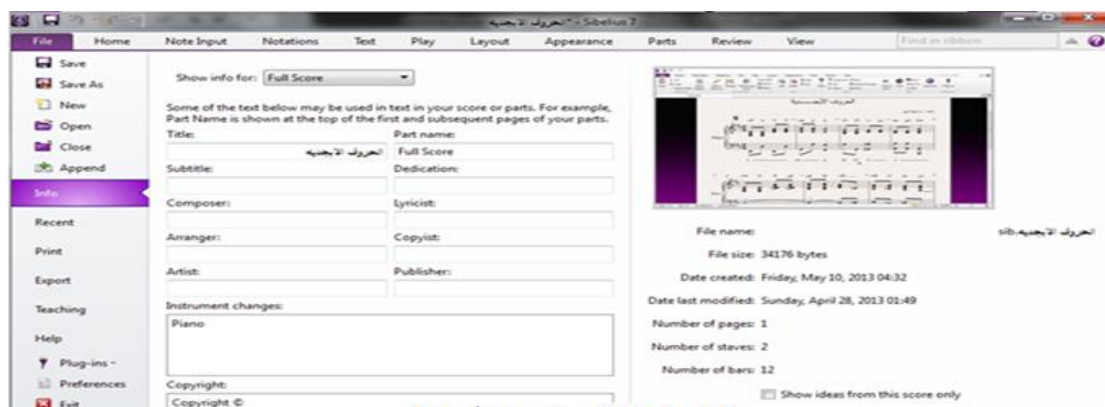 الحروف الابجديه* - Sibelius 7
File Home Note Input Notations Text Play Layout Appearance Parts Review View Find in ribbon
Save
Save As
New
Open
Close
Append
Info
Recent
Print
Export
Teaching
Help
Plug-ins
Preferences
Exit
Show info for: Full Score
Some of the text below may be used in text in your score or parts. For example,
Part Name is shown at the top of the first and subsequent pages of your parts.
Title: Part name:
الحروف الابجديه Full Score
Subtitle: Dedication:
Composer: Lyricist:
Arranger: Copyist:
Artist: Publisher:
Instrument changes:
Piano
Copyright:
Copyright ©
File name: الحروف الابجديه.sib
File size: 34176 bytes
Date created: Friday, May 10, 2013 04:32
Date last modified: Sunday, April 28, 2013 01:49
Number of pages: 1
Number of staves: 2
Number of bars: 12
Show ideas from this score only